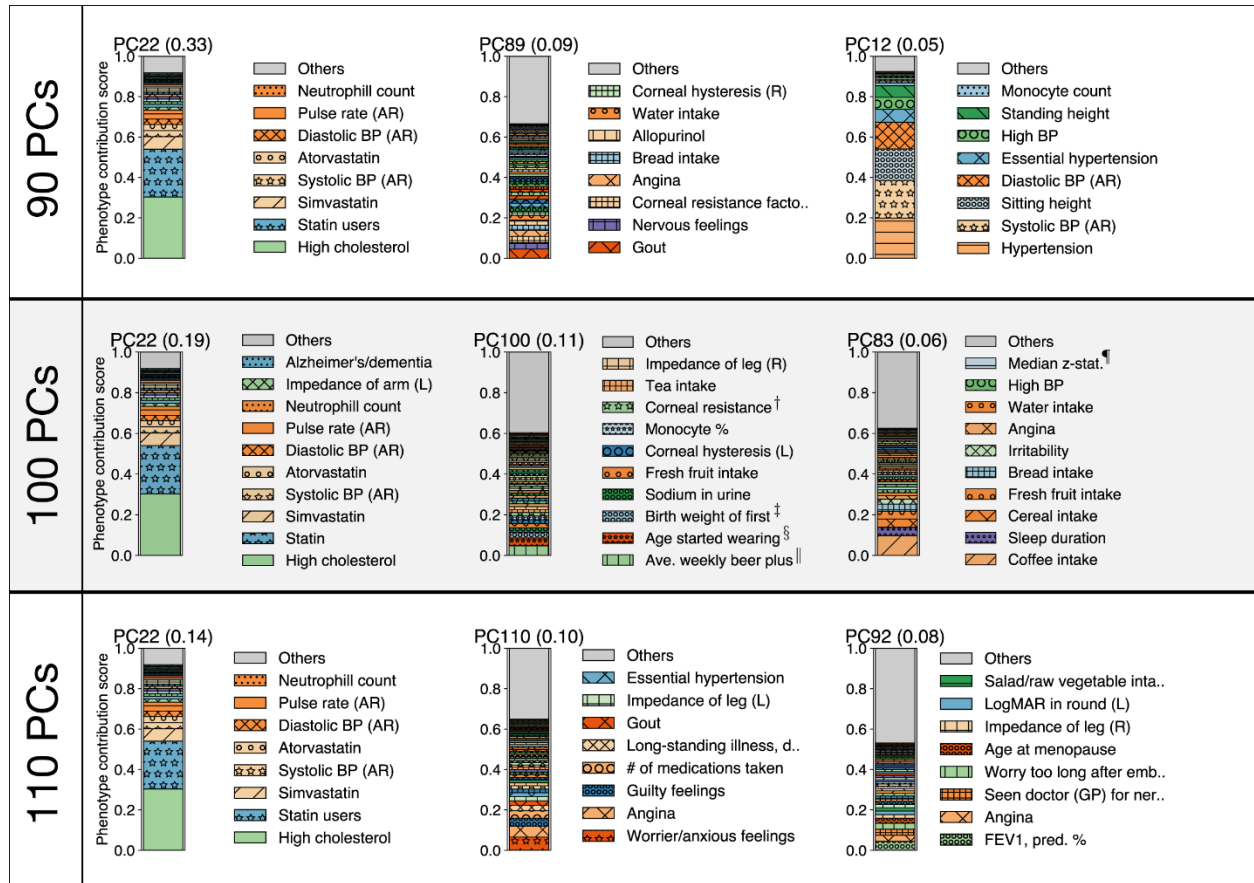 90 PCs
Phenotype contribution score
PC22 (0.33)
1.0
0.8
0.6
0.4
0.2
0.0
Others
Neutrophill count
Pulse rate (AR)
Diastolic BP (AR)
Atorvastatin
Systolic BP (AR)
Simvastatin
Statin users
High cholesterol
PC89 (0.09)
1.0
0.8
0.6
0.4
0.2
0.0
Others
Corneal hysteresis (R)
Water intake
Allopurinol
Bread intake
Angina
Corneal resistance facto..
Nervous feelings
Gout
PC12 (0.05)
1.0
0.8
0.6
0.4
0.2
0.0
Others
Monocyte count
Standing height
High BP
Essential hypertension
Diastolic BP (AR)
Sitting height
Systolic BP (AR)
Hypertension
100 PCs
Phenotype contribution score
PC22 (0.19)
1.0
0.8
0.6
0.4
0.2
0.0
Others
Alzheimer's/dementia
Impedance of arm (L)
Neutrophill count
Pulse rate (AR)
Diastolic BP (AR)
Atorvastatin
Systolic BP (AR)
Simvastatin
Statin
High cholesterol
PC100 (0.11)
1.0
0.8
0.6
0.4
0.2
0.0
Others
Impedance of leg (R)
Tea intake
Corneal resistance†
Monocyte %
Corneal hysteresis (L)
Fresh fruit intake
Sodium in urine
Birth weight of first‡
Age started wearing§
Ave. weekly beer plus‖
PC83 (0.06)
1.0
0.8
0.6
0.4
0.2
0.0
Others
Median z-stat.¶
High BP
Water intake
Angina
Irritability
Bread intake
Fresh fruit intake
Cereal intake
Sleep duration
Coffee intake
110 PCs
Phenotype contribution score
PC22 (0.14)
1.0
0.8
0.6
0.4
0.2
0.0
Others
Neutrophill count
Pulse rate (AR)
Diastolic BP (AR)
Atorvastatin
Systolic BP (AR)
Simvastatin
Statin users
High cholesterol
PC110 (0.10)
1.0
0.8
0.6
0.4
0.2
0.0
Others
Essential hypertension
Impedance of leg (L)
Gout
Long-standing illness, d..
# of medications taken
Guilty feelings
Angina
Worrier/anxious feelings
PC92 (0.08)
1.0
0.8
0.6
0.4
0.2
0.0
Others
Salad/raw vegetable inta..
LogMAR in round (L)
Impedance of leg (R)
Age at menopause
Worry too long after emb..
Seen doctor (GP) for ner..
Angina
FEV1, pred. %